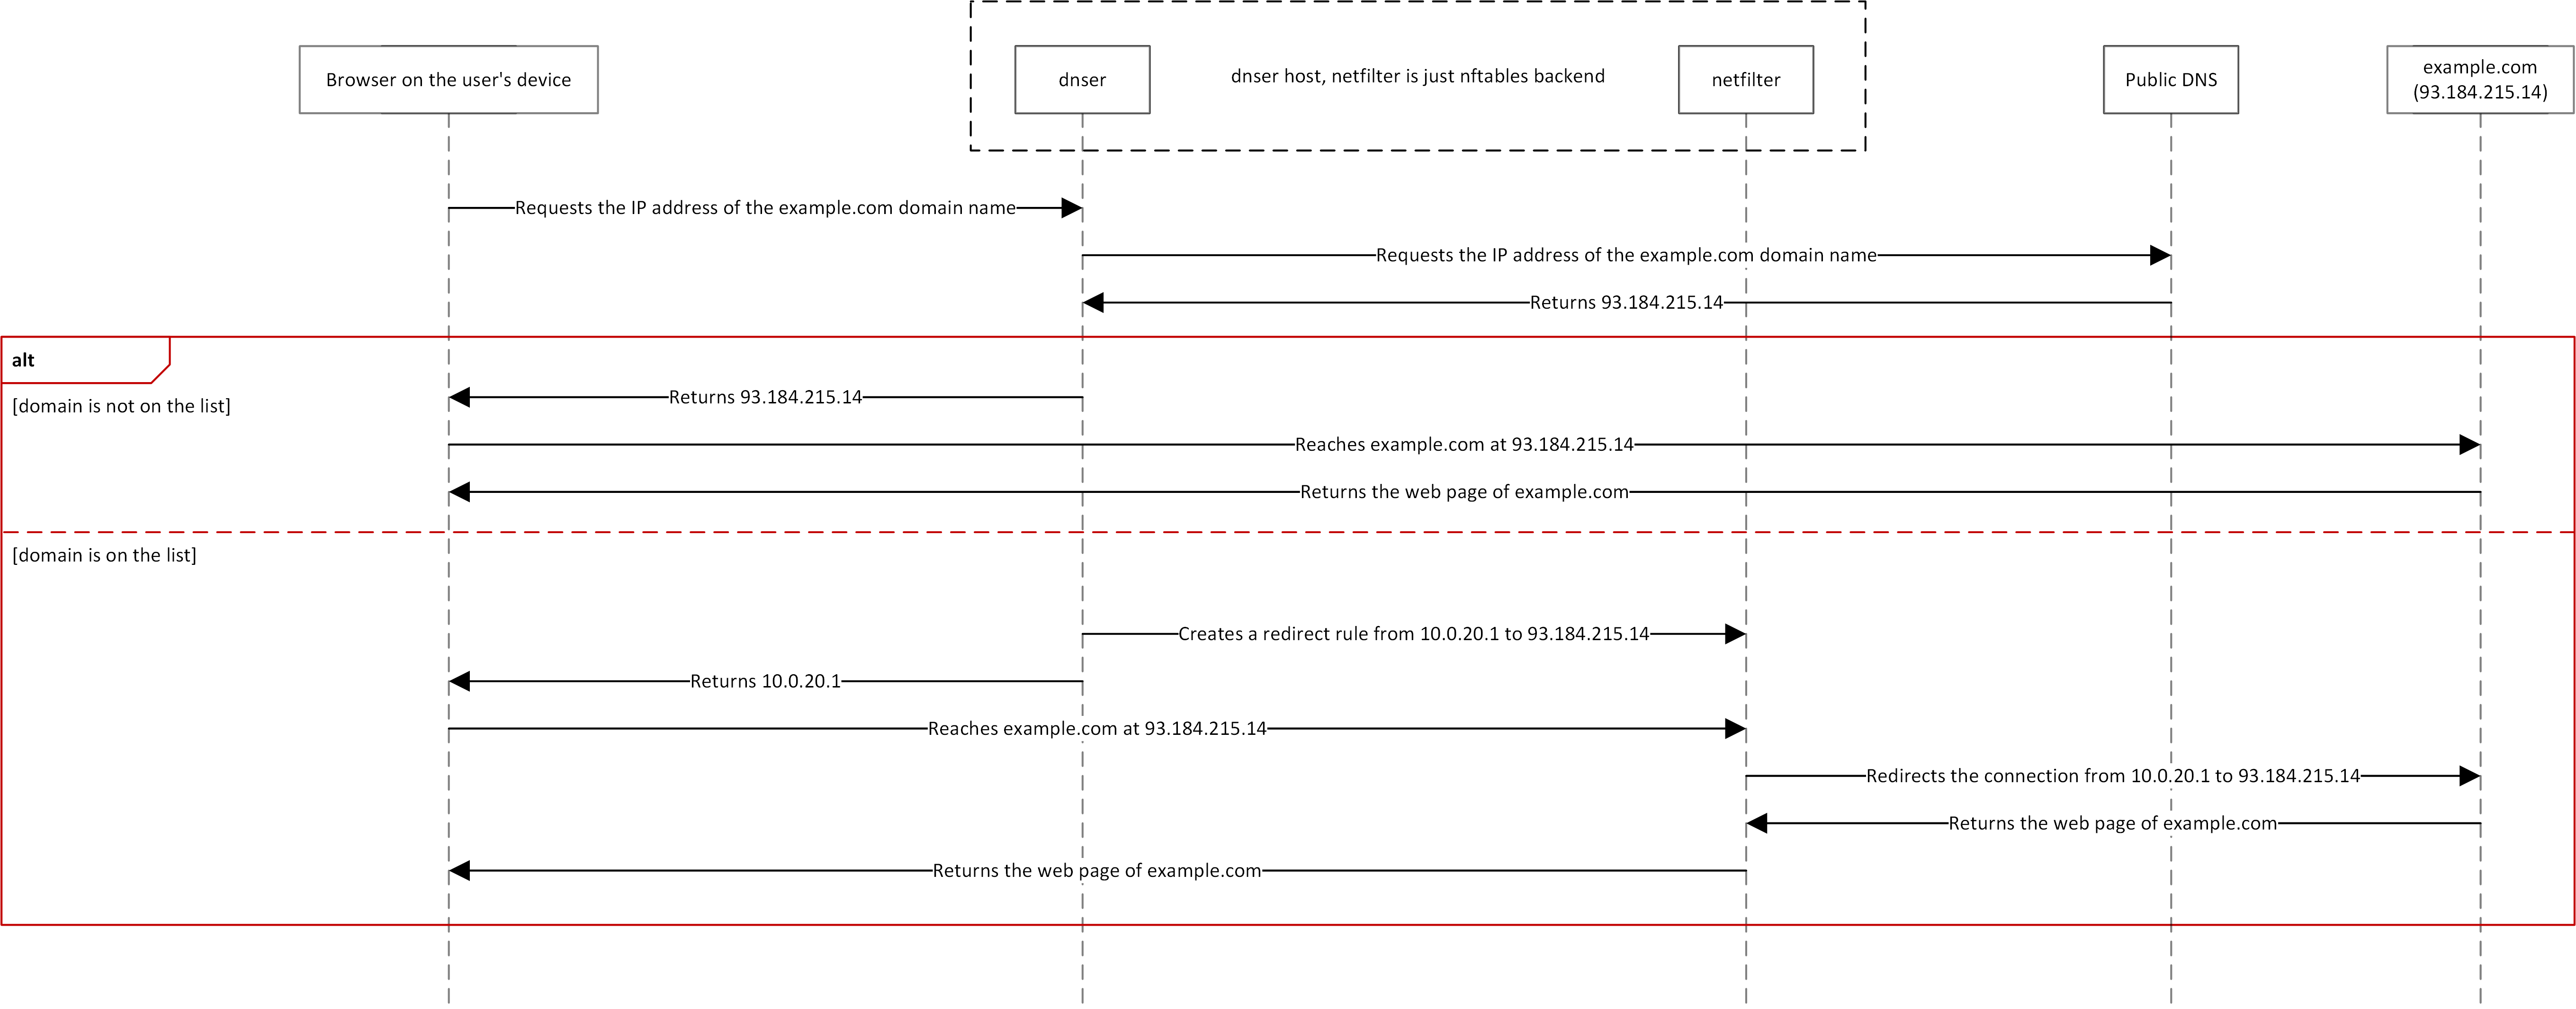 Browser on the user's device
dnser
dnser host, netfilter is just nftables backend
netfilter
Public DNS
example.com
(93.184.215.14)
Requests the IP address of the example.com domain name
Requests the IP address of the example.com domain name
Returns 93.184.215.14
alt
[domain is not on the list]
Returns 93.184.215.14
Reaches example.com at 93.184.215.14
Returns the web page of example.com
[domain is on the list]
Creates a redirect rule from 10.0.20.1 to 93.184.215.14
Returns 10.0.20.1
Reaches example.com at 93.184.215.14
Redirects the connection from 10.0.20.1 to 93.184.215.14
Returns the web page of example.com
Returns the web page of example.com